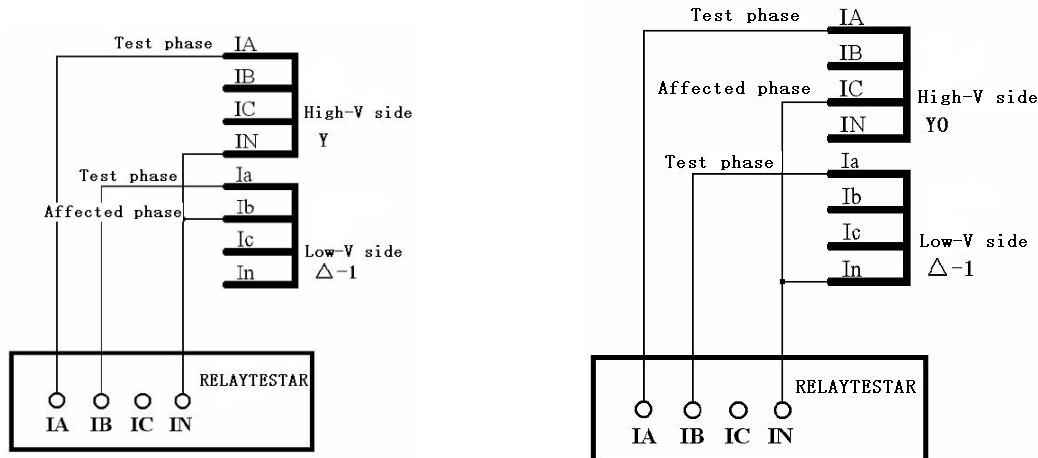 Test phase IA
IB
IC
High-V side
IN
Y
Test phase Ia
Affected phase Ib
Ic
Low-V side
In
△-1
RELAYTESTAR
IA IB IC IN
Test phase IA
IB
Affected phase IC
High-V side
IN
Y0
Test phase Ia
Ib
Ic
Low-V side
In
△-1
RELAYTESTAR
IA IB IC IN